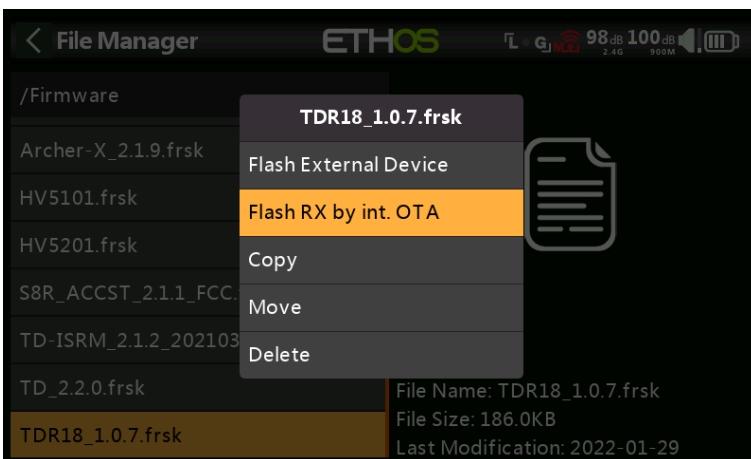 File Manager
ETHOS
L G
98dB
2.4G
100dB
900M
/Firmware
Archer-X_2.1.9.frsk
HV5101.frsk
HV5201.frsk
S8R_ACCST_2.1.1_FCC.
TD-ISRM_2.1.2_202103
TD_2.2.0.frsk
TDR18_1.0.7.frsk
TDR18_1.0.7.frsk
Flash External Device
Flash RX by int. OTA
Copy
Move
Delete
File Name: TDR18_1.0.7.frsk
File Size: 186.0KB
Last Modification: 2022-01-29